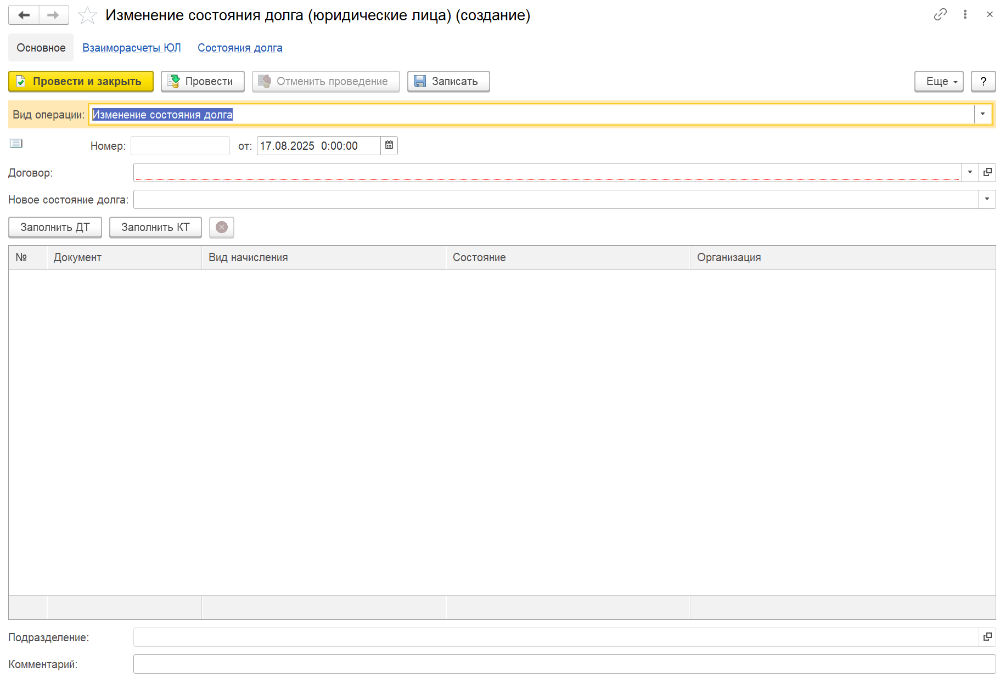 Изменение состояния долга (юридические лица) (создание)
Основное Взаиморасчеты ЮЛ Состояния долга
Провести и закрыть Провести Отменить проведение Записать Еще ?
Вид операции: Изменение состояния долга
Номер: от: 17.08.2025 0:00:00
Договор:
Новое состояние долга:
Заполнить ДТ Заполнить КТ
№ Документ Вид начисления Состояние Организация
Подразделение:
Комментарий: